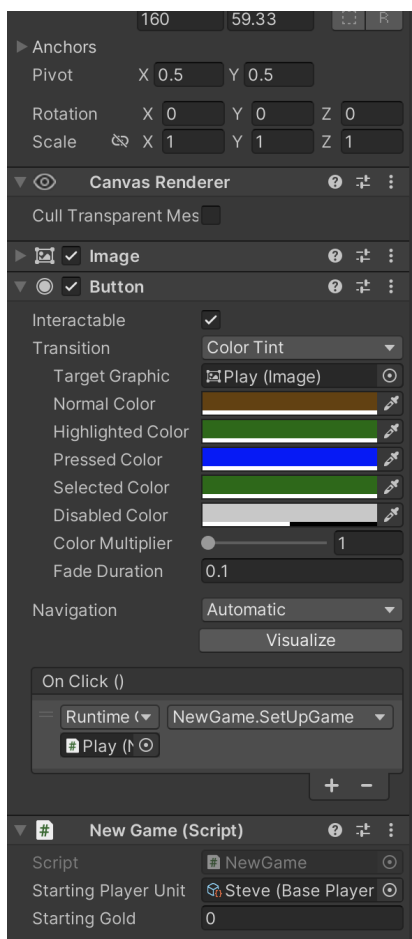 160 59.33 R
Anchors
Pivot X 0.5 Y 0.5
Rotation X 0 Y 0 Z 0
Scale X 1 Y 1 Z 1
Canvas Renderer
Cull Transparent Mes
Image
Button
Interactable
Transition Color Tint
Target Graphic Play (Image)
Normal Color
Highlighted Color
Pressed Color
Selected Color
Disabled Color
Color Multiplier 1
Fade Duration 0.1
Navigation Automatic
Visualize
On Click ()
Runtime ( NewGame.SetUpGame
# Play (N
# New Game (Script)
Script # NewGame
Starting Player Unit Steve (Base Player
Starting Gold 0